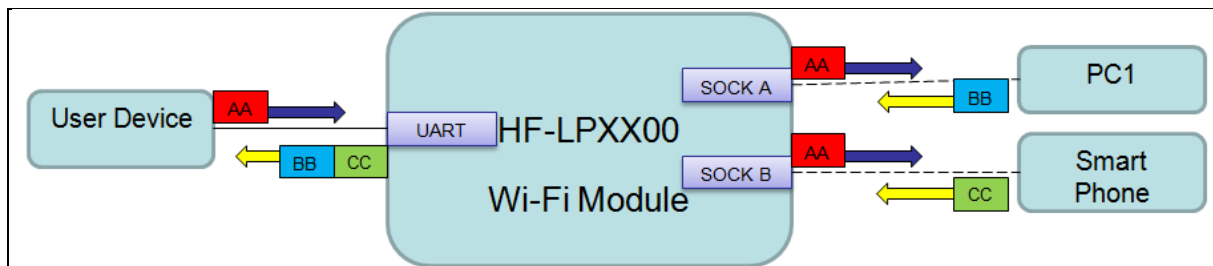 User Device
AA
BB CC
UART
HF-LPXX00
Wi-Fi Module
SOCK A
AA
BB
PC1
SOCK B
AA
CC
Smart
Phone